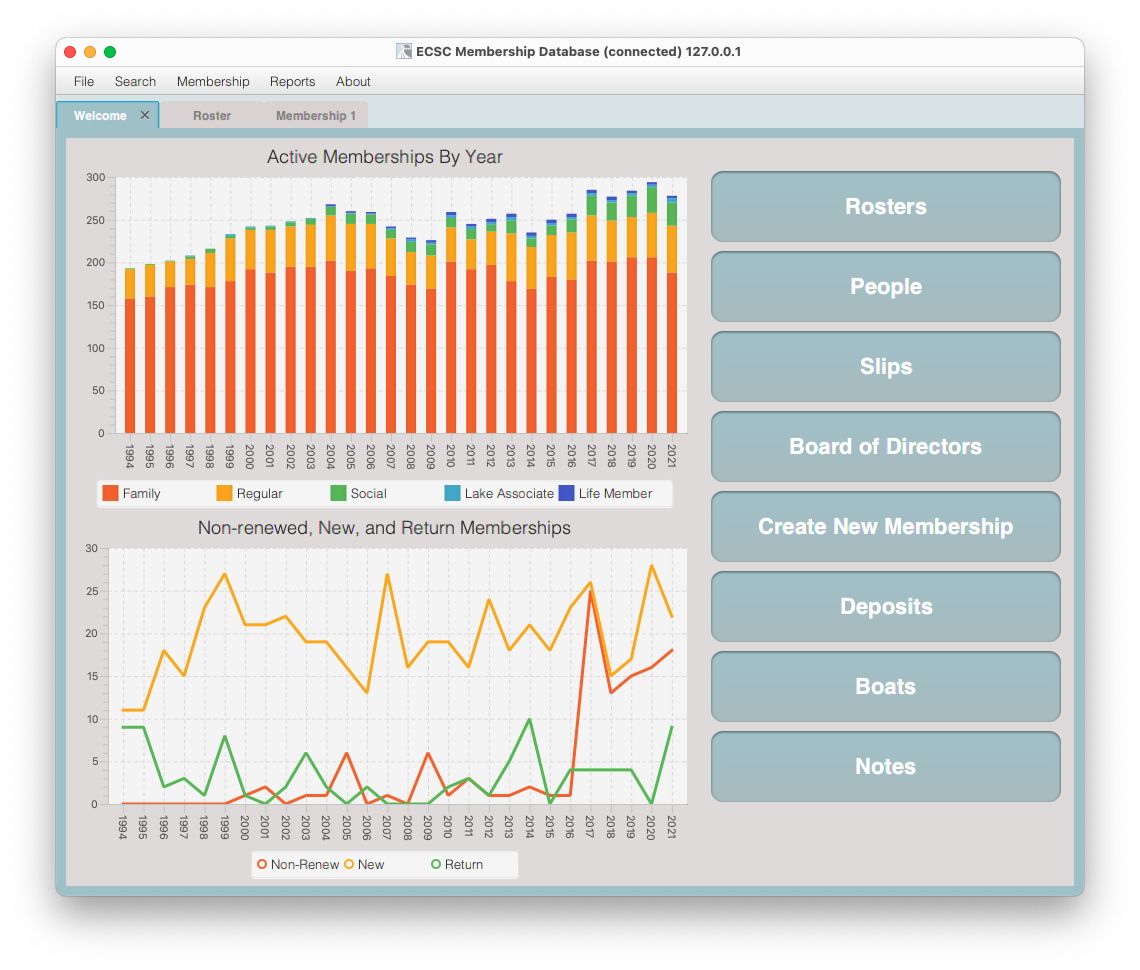 ECSC Membership Database (connected) 127.0.0.1
File Search Membership Reports About
Welcome Roster Membership 1
Active Memberships By Year
300
250
200
150
100
50
0
1994 1995 1996 1997 1998 1999 2000 2001 2002 2003 2004 2005 2006 2007 2008 2009 2010 2011 2012 2013 2014 2015 2016 2017 2018 2019 2020 2021
Family Regular Social Lake Associate Life Member
Non-renewed, New, and Return Memberships
30
25
20
15
10
5
0
1994 1995 1996 1997 1998 1999 2000 2001 2002 2003 2004 2005 2006 2007 2008 2009 2010 2011 2012 2013 2014 2015 2016 2017 2018 2019 2020 2021
Non-Renew New Return
Rosters
People
Slips
Board of Directors
Create New Membership
Deposits
Boats
Notes